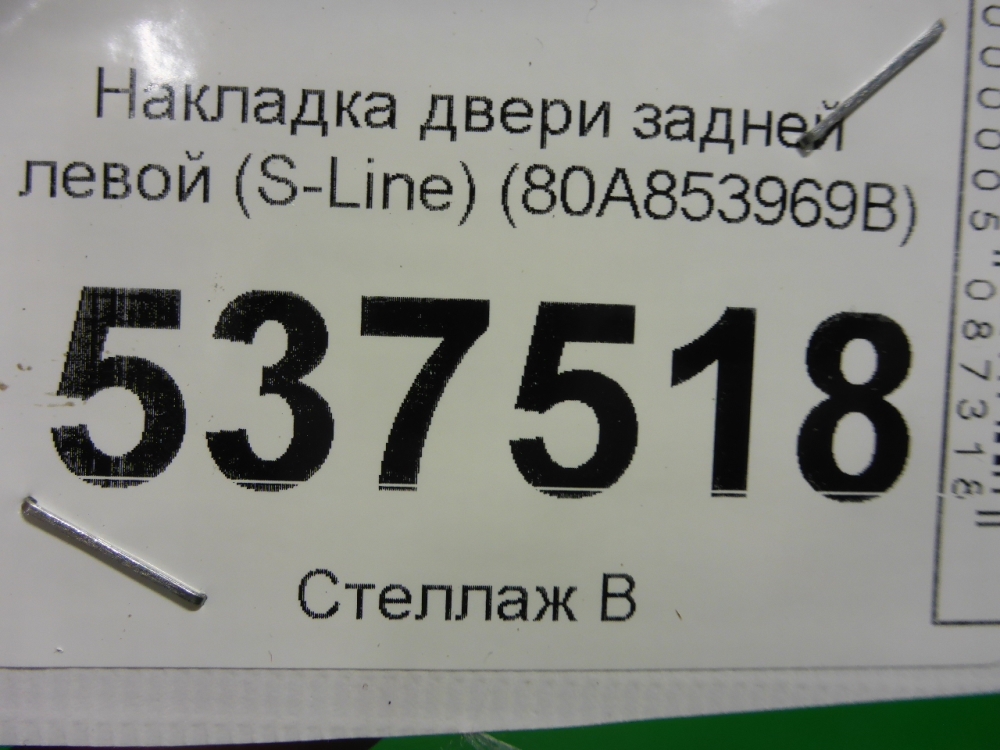 Накладка двери задней
левой (S-Line) (80A853969B)
537518
Стеллаж В